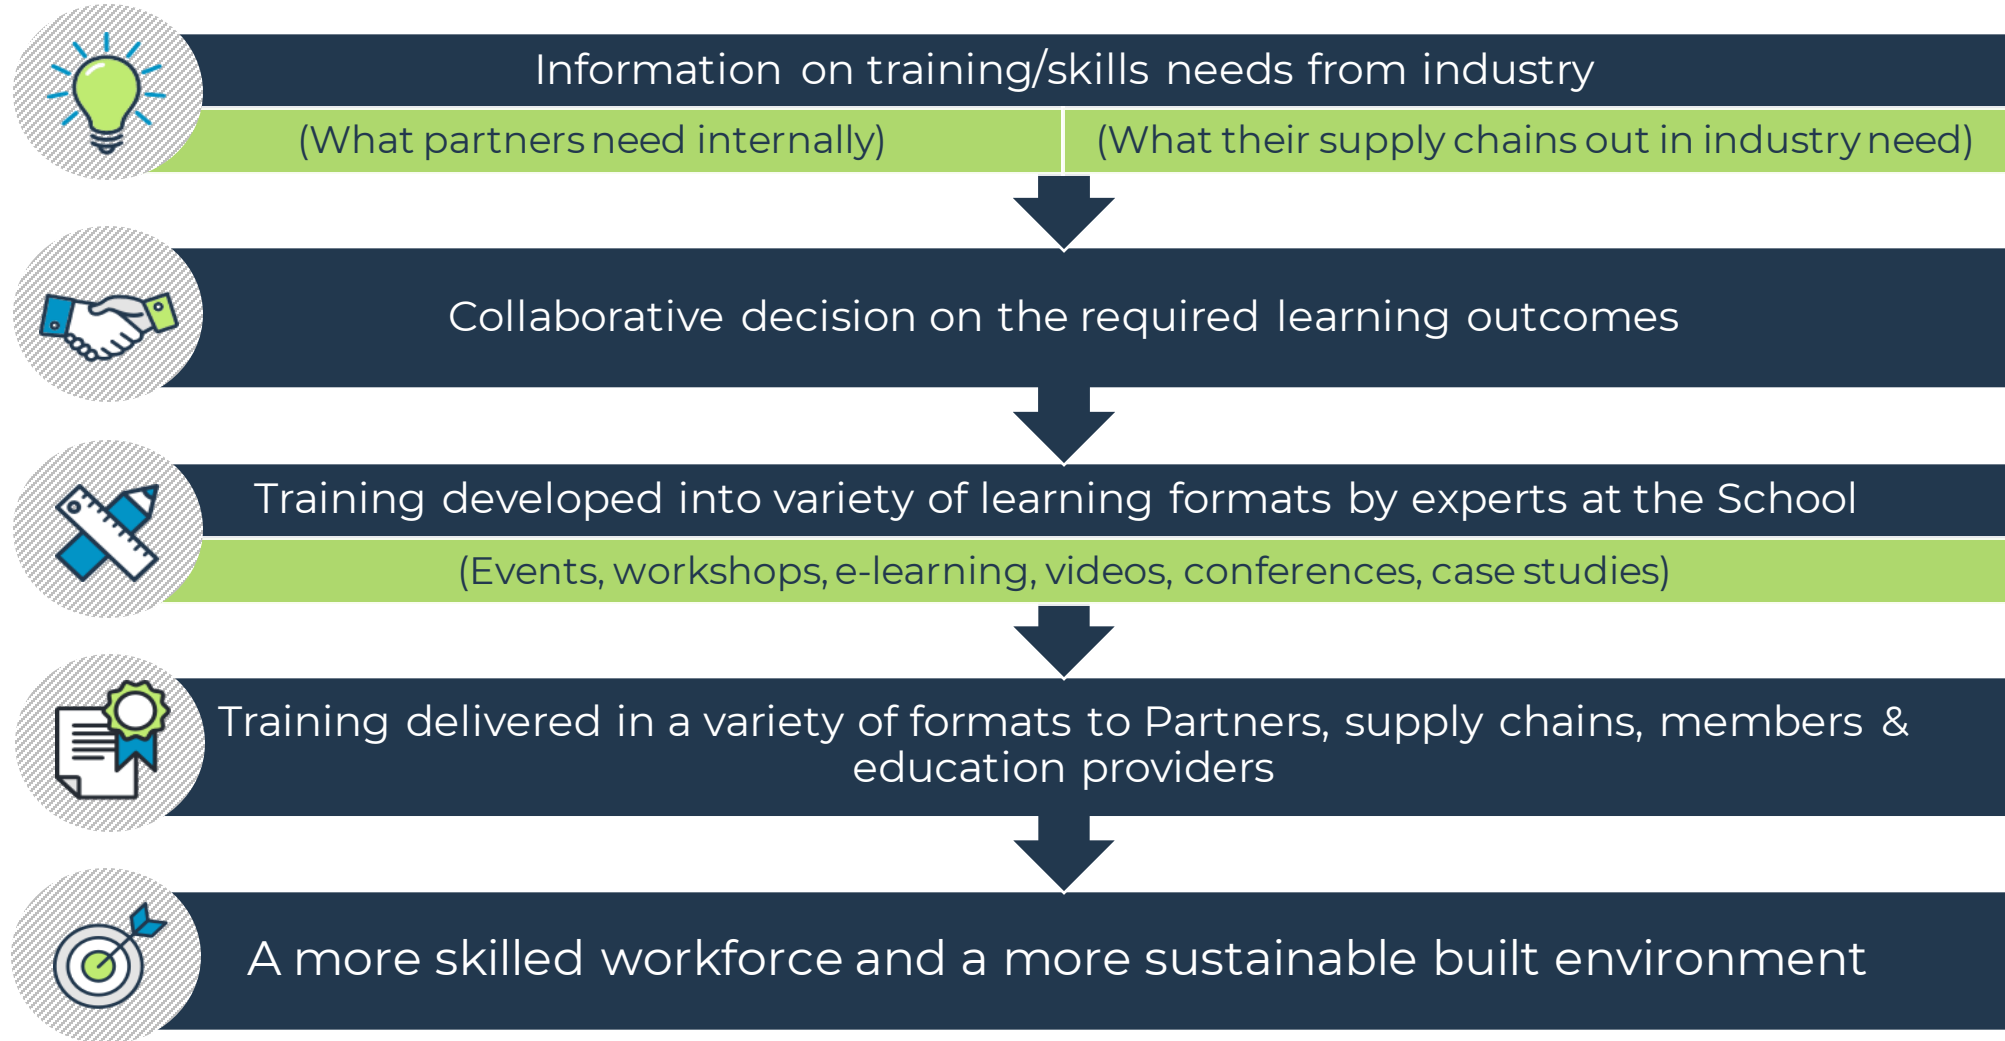 Information on training/skills needs from industry
(What partners need internally)
(What their supply chains out in industry need)
Collaborative decision on the required learning outcomes
Training developed into variety of learning formats by experts at the School
(Events, workshops, e-learning, videos, conferences, case studies)
Training delivered in a variety of formats to Partners, supply chains, members &
education providers
A more skilled workforce and a more sustainable built environment